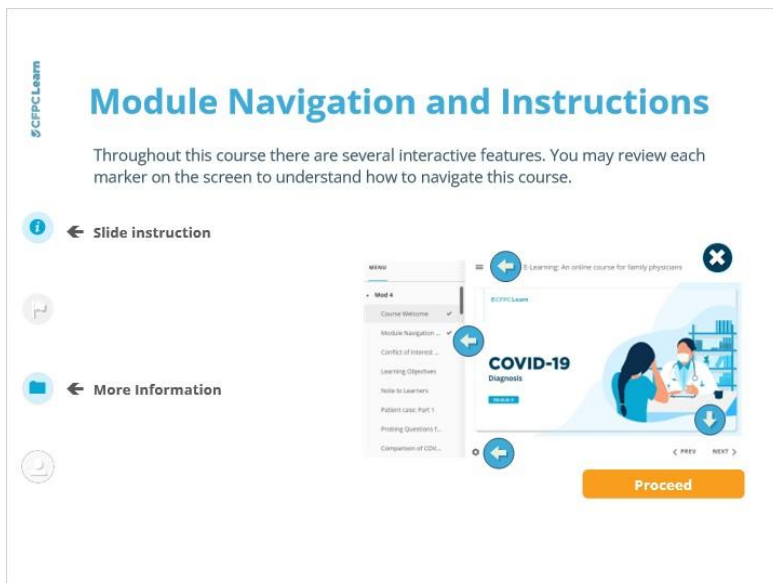 CFPCLearn
Module Navigation and Instructions
Throughout this course there are several interactive features. You may review each
marker on the screen to understand how to navigate this course.
Slide instruction
More Information
MENU
E-Learning: An online course for family physicians
Mod 4
Course Welcome
Module Navigation ...
Conflict of Interest ...
Learning Objectives
Note to Learners
Patient case: Part 1
Probing Questions f...
Comparison of COV...
CFPCLearn
COVID-19
Diagnosis
PREV
NEXT
Proceed